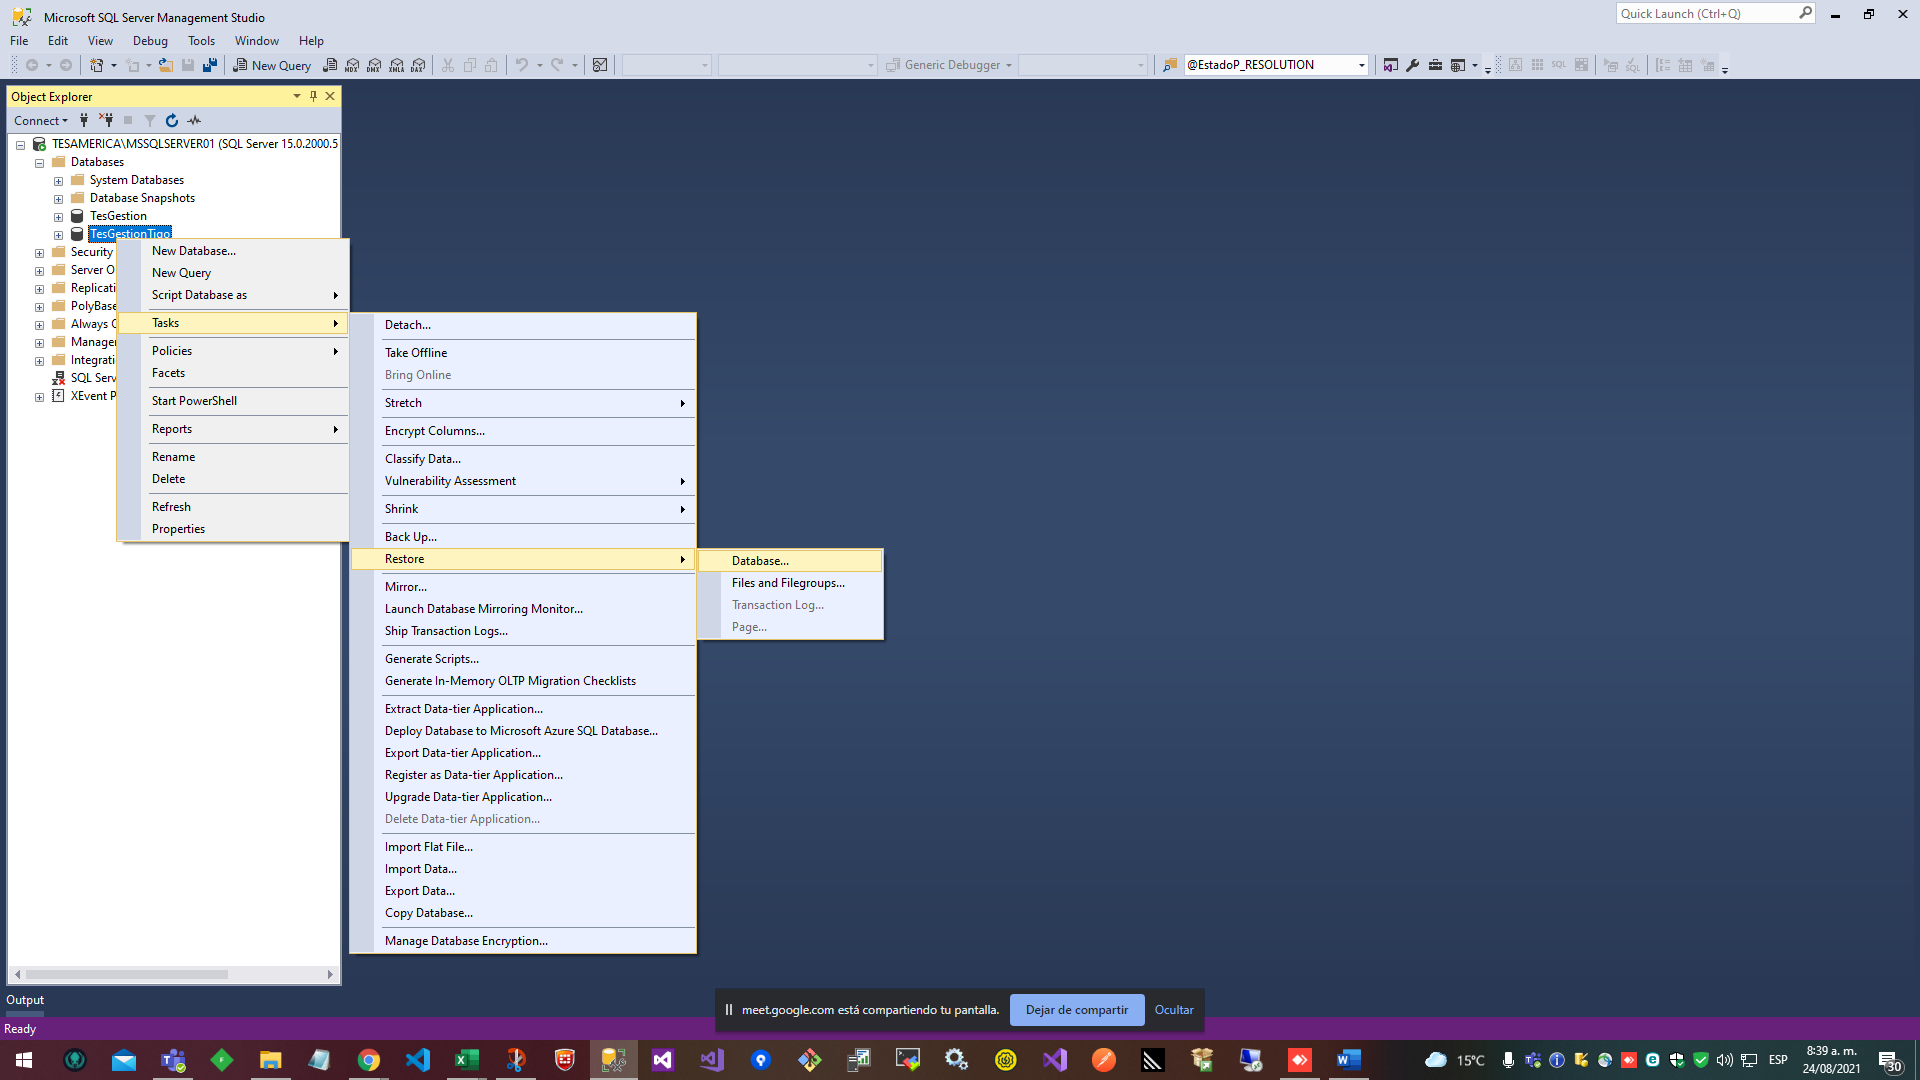 Microsoft SQL Server Management Studio
Quick Launch (Ctrl+Q)
File Edit View Debug Tools Window Help
New Query
MDX
DMX
XMLA
DAX
Generic Debugger
@EstadoP_RESOLUTION
Object Explorer
Connect
TESAMERICA\MSSQLSERVER01 (SQL Server 15.0.2000.5
Databases
System Databases
Database Snapshots
TesGestion
TesGestionTigo
Security
Server O
Replicati
PolyBase
Always
Manager
Integrati
SQL Serv
XEvent P
New Database...
New Query
Script Database as
Tasks
Policies
Facets
Start PowerShell
Reports
Rename
Delete
Refresh
Properties
Detach...
Take Offline
Bring Online
Stretch
Encrypt Columns...
Classify Data...
Vulnerability Assessment
Shrink
Back Up...
Restore
Mirror...
Launch Database Mirroring Monitor...
Ship Transaction Logs...
Generate Scripts...
Generate In-Memory OLTP Migration Checklists
Extract Data-tier Application...
Deploy Database to Microsoft Azure SQL Database...
Export Data-tier Application...
Register as Data-tier Application...
Upgrade Data-tier Application...
Delete Data-tier Application...
Import Flat File...
Import Data...
Export Data...
Copy Database...
Manage Database Encryption...
Database...
Files and Filegroups...
Transaction Log...
Page...
Output
meet.google.com está compartiendo tu pantalla. Dejar de compartir Ocultar
Ready
15°C
ESP
8:39 a. m.
24/08/2021
30